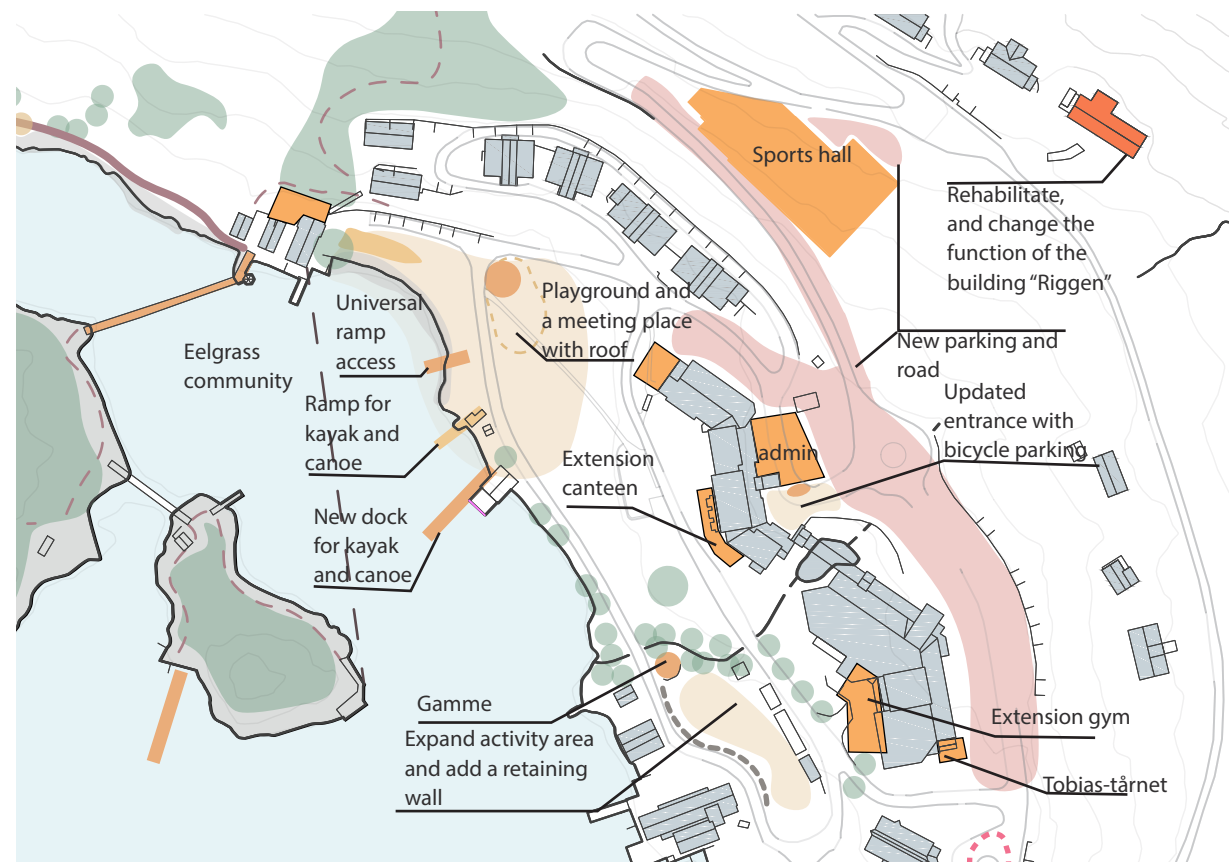 Sports hall
Rehabilitate,
and change the
function of the
building “Riggen”
Universal
ramp
access
Playground and
a meeting place
with roof
Eelgrass
community
New parking and
road
Updated
entrance with
bicycle parking
Ramp for
kayak and
canoe
Extension
canteen
admin
New dock
for kayak
and canoe
Gamme
Expand activity area
and add a retaining
wall
Extension gym
Tobias-tårnet